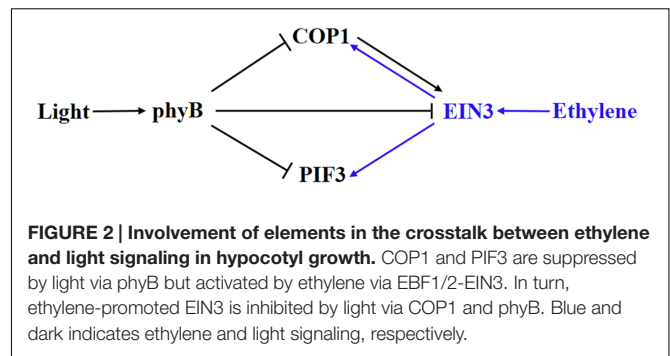 COP1
Light phyB EIN3 Ethylene
PIF3
FIGURE 2 | Involvement of elements in the crosstalk between ethylene
and light signaling in hypocotyl growth. COP1 and PIF3 are suppressed
by light via phyB but activated by ethylene via EBF1/2-EIN3. In turn,
ethylene-promoted EIN3 is inhibited by light via COP1 and phyB. Blue and
dark indicates ethylene and light signaling, respectively.